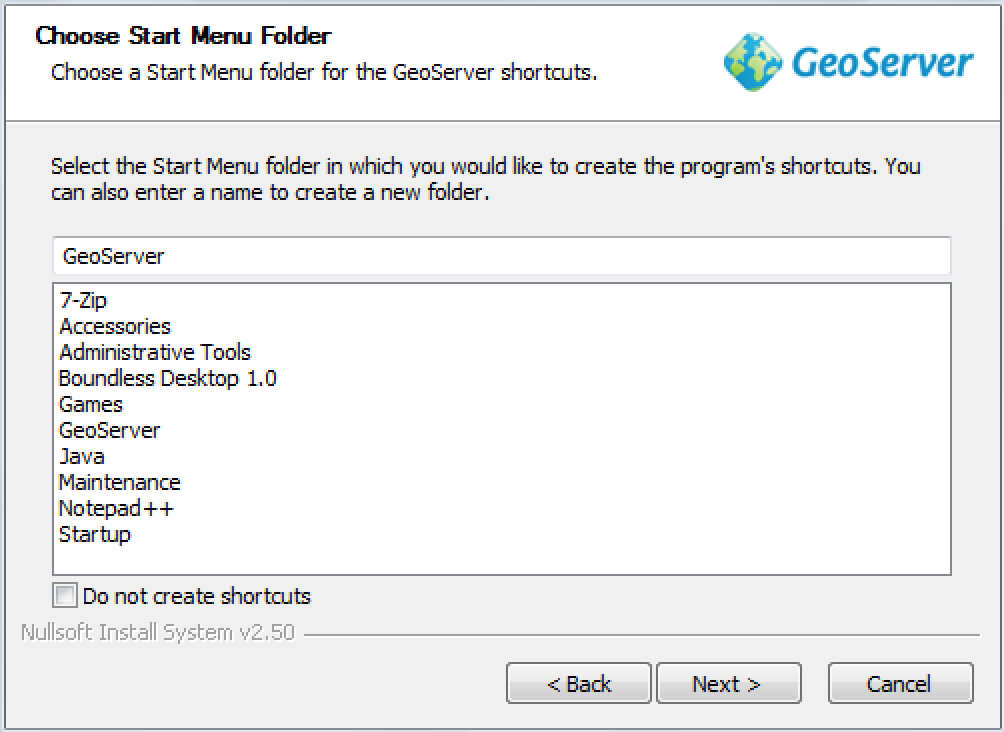 Choose Start Menu Folder
Choose a Start Menu folder for the GeoServer shortcuts.
GeoServer
Select the Start Menu folder in which you would like to create the program's shortcuts. You
can also enter a name to create a new folder.
GeoServer
7-Zip
Accessories
Administrative Tools
Boundless Desktop 1.0
Games
GeoServer
Java
Maintenance
Notepad++
Startup
Do not create shortcuts
Nullsoft Install System v2.50
< Back
Next >
Cancel